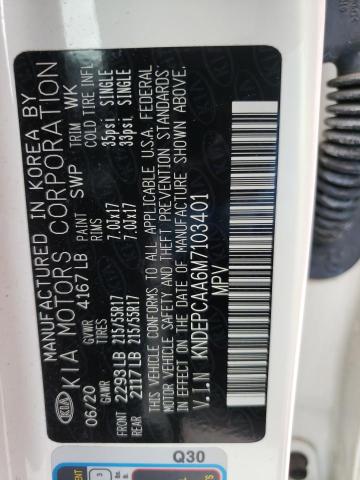 MANUFACTURED IN KOREA BY
KIA KIA MOTORS CORPORATION
06/20 GVWR 4167LB PAINT SWP TRIM WK
GAWR TIRES RIMS COLD TIRE INFL
FRONT 2293LB 215/55R17 7.0Jx17 35psi SINGLE
REAR 2117LB 215/55R17 7.0Jx17 33psi SINGLE
THIS VEHICLE CONFORMS TO ALL APPLICABLE U.S.A. FEDERAL
MOTOR VEHICLE SAFETY STANDARDS IN EFFECT ON THE DATE OF
MANUFACTURE SHOWN ABOVE.
V.I.N KNDEPCAA6M7103401
MPV
Q30